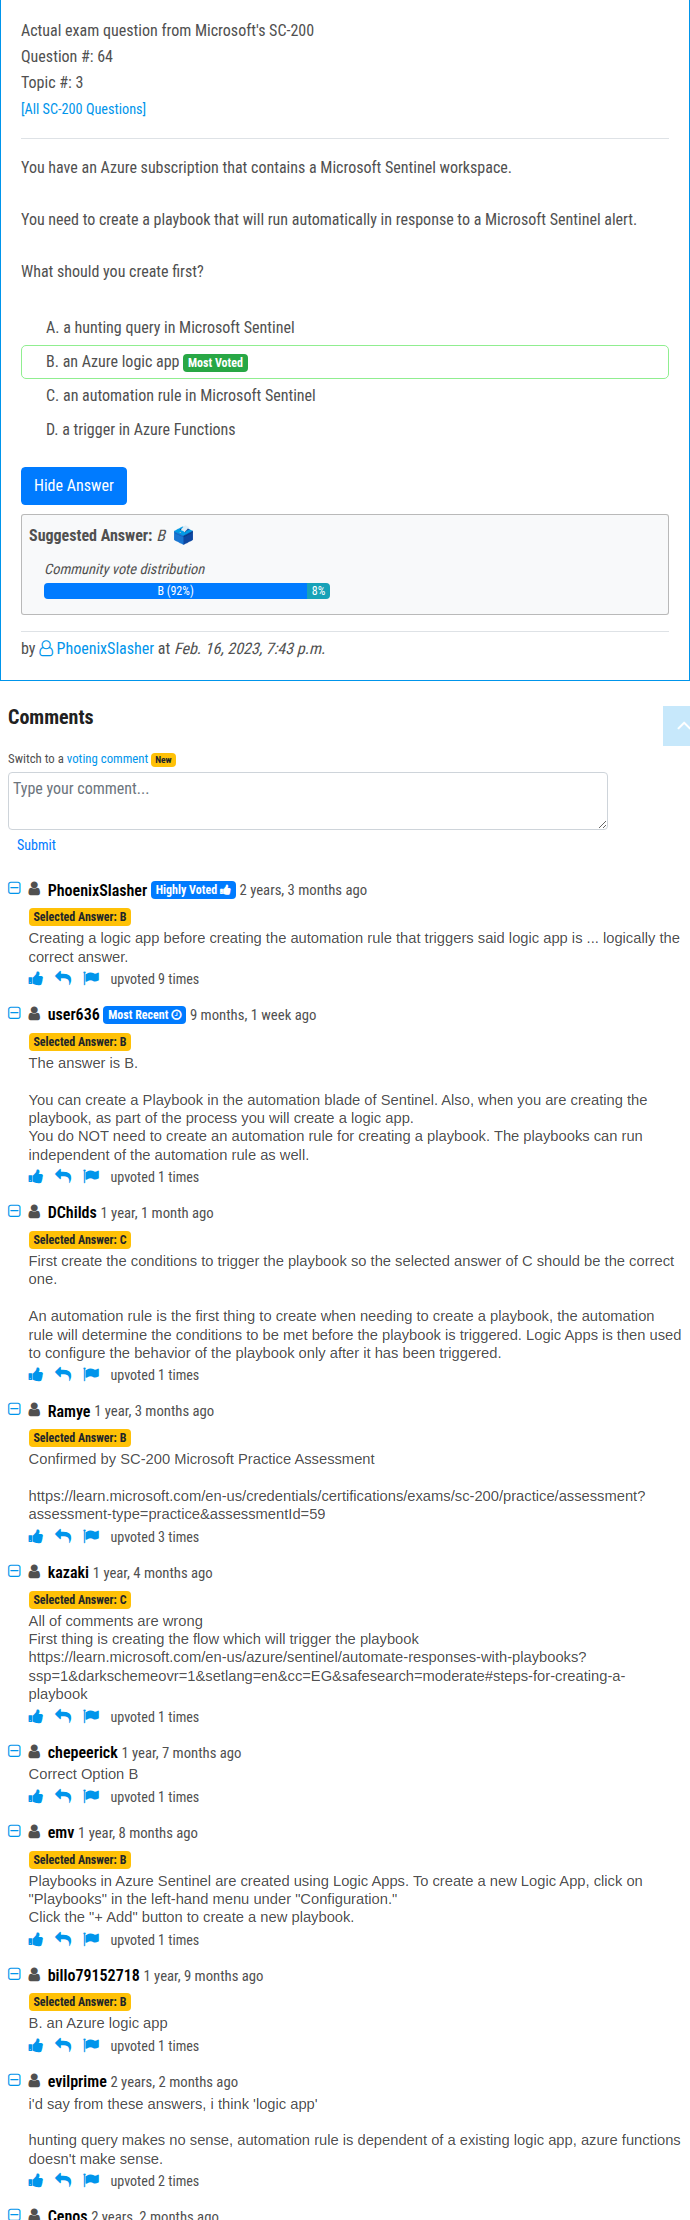 Actual exam question from Microsoft's SC-200
Question #: 64
Topic #: 3
[All SC-200 Questions]
You have an Azure subscription that contains a Microsoft Sentinel workspace.
You need to create a playbook that will run automatically in response to a Microsoft Sentinel alert.
What should you create first?
A. a hunting query in Microsoft Sentinel
B. an Azure logic app Most Voted
C. an automation rule in Microsoft Sentinel
D. a trigger in Azure Functions
Hide Answer
Suggested Answer: B
Community vote distribution
B (92%) 8%
by PhoenixSlasher at Feb. 16, 2023, 7:43 p.m.
Comments
Switch to a voting comment New
Type your comment...
Submit
PhoenixSlasher Highly Voted 2 years, 3 months ago
Selected Answer: B
Creating a logic app before creating the automation rule that triggers said logic app is ... logically the
correct answer.
upvoted 9 times
user636 Most Recent 9 months, 1 week ago
Selected Answer: B
The answer is B.
You can create a Playbook in the automation blade of Sentinel. Also, when you are creating the
playbook, as part of the process you will create a logic app.
You do NOT need to create an automation rule for creating a playbook. The playbooks can run
independent of the automation rule as well.
upvoted 1 times
DChilds 1 year, 1 month ago
Selected Answer: C
First create the conditions to trigger the playbook so the selected answer of C should be the correct
one.
An automation rule is the first thing to create when needing to create a playbook, the automation
rule will determine the conditions to be met before the playbook is triggered. Logic Apps is then used
to configure the behavior of the playbook only after it has been triggered.
upvoted 1 times
Ramye 1 year, 3 months ago
Selected Answer: B
Confirmed by SC-200 Microsoft Practice Assessment
https://learn.microsoft.com/en-us/credentials/certifications/exams/sc-200/practice/assessment?
assessment-type=practice&assessmentId=59
upvoted 3 times
kazaki 1 year, 4 months ago
Selected Answer: C
All of comments are wrong
First thing is creating the flow which will trigger the playbook
https://learn.microsoft.com/en-us/azure/sentinel/automate-responses-with-playbooks?
ssp=1&darkschemeovr=1&setlang=en&cc=EG&safesearch=moderate#steps-for-creating-a-
playbook
upvoted 1 times
chepeerick 1 year, 7 months ago
Correct Option B
upvoted 1 times
emv 1 year, 8 months ago
Selected Answer: B
Playbooks in Azure Sentinel are created using Logic Apps. To create a new Logic App, click on
"Playbooks" in the left-hand menu under "Configuration."
Click the "+ Add" button to create a new playbook.
upvoted 1 times
billo79152718 1 year, 9 months ago
Selected Answer: B
B. an Azure logic app
upvoted 1 times
evilprime 2 years, 2 months ago
i'd say from these answers, i think 'logic app'
hunting query makes no sense, automation rule is dependent of a existing logic app, azure functions
doesn't make sense.
upvoted 2 times
Cenos 2 years, 2 months ago